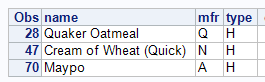 Obs name mfr type
28 Quaker Oatmeal Q H
47 Cream of Wheat (Quick) N H
70 Maypo A H